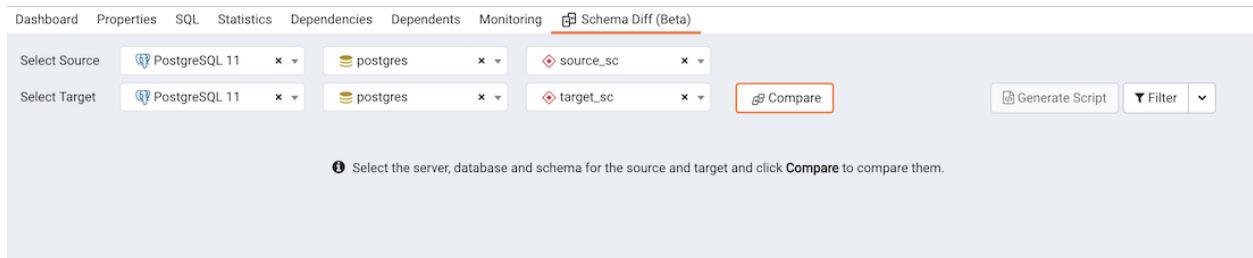 Dashboard Properties SQL Statistics Dependencies Dependents Monitoring Schema Diff (Beta)
Select Source PostgreSQL 11 × postgres × source_sc ×
Select Target PostgreSQL 11 × postgres × target_sc × Compare Generate Script Filter
Select the server, database and schema for the source and target and click Compare to compare them.